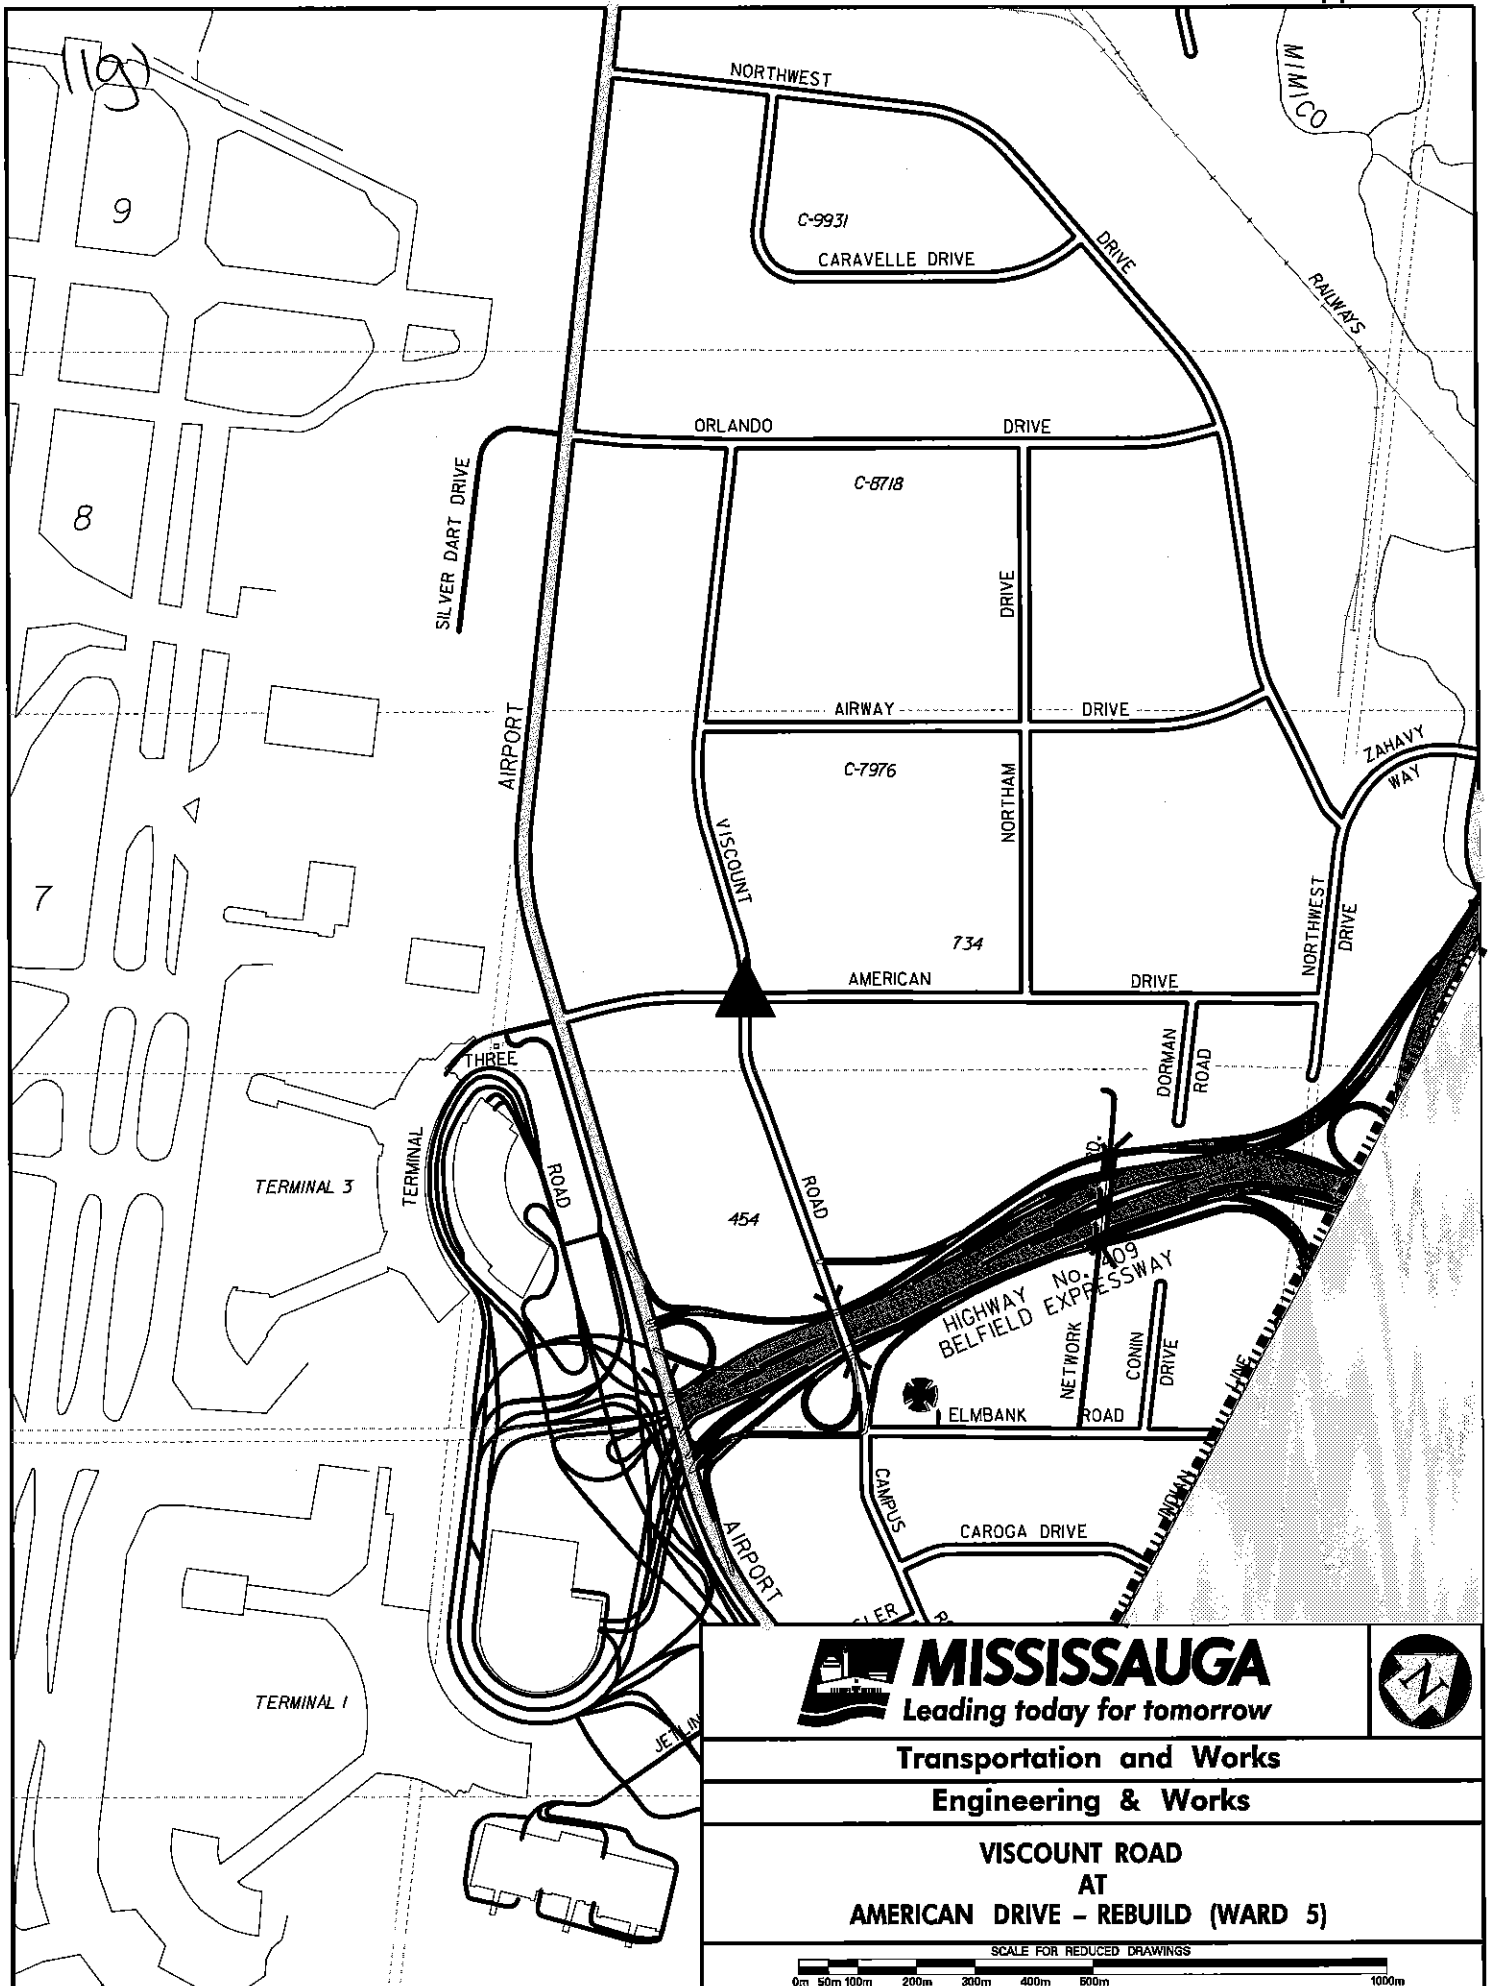 11g)
MIMICO
NORTHWEST
DRIVE
9
C-9931
CARAVELLE DRIVE
RAILWAYS
ORLANDO DRIVE
C-8718
SILVER DART DRIVE
8
DRIVE
AIRPORT
AIRWAY DRIVE
ZAHAVY
WAY
C-7976
NORTHAM
VISCOUNT
7
NORTHWEST
DRIVE
734
AMERICAN DRIVE
THREE
DORMAN
ROAD
TERMINAL
TERMINAL 3
ROAD
ROAD
454
HIGHWAY No. 409
BELFIELD EXPRESSWAY
NETWORK
RD.
CONIN
DRIVE
LINE
ELMBANK ROAD
INDIAN
CAMPUS
CAROGA DRIVE
AIRPORT
TERMINAL 1
MISSISSAUGA
Leading today for tomorrow
N
Transportation and Works
Engineering & Works
VISCOUNT ROAD
AT
AMERICAN DRIVE - REBUILD (WARD 5)
SCALE FOR REDUCED DRAWINGS
0m 50m 100m 200m 300m 400m 500m 1000m